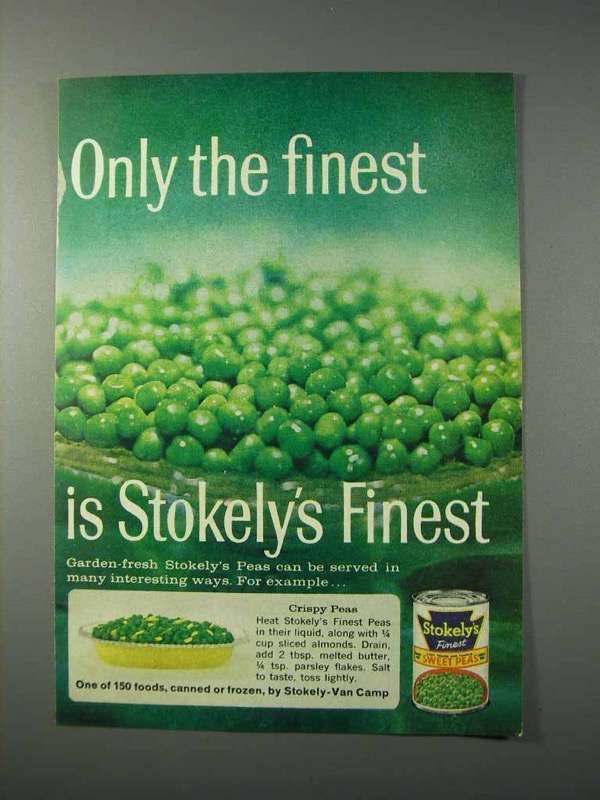 Only the finest
is Stokely's Finest
Garden-fresh Stokely's Peas can be served in
many interesting ways. For example...
Crispy Peas
Heat Stokely's Finest Peas
in their liquid, along with ¼
cup sliced almonds. Drain,
add 2 tbsp. melted butter,
¼ tsp. parsley flakes. Salt
to taste, toss lightly.
One of 150 foods, canned or frozen, by Stokely-Van Camp
Stokely's
Finest
SWEET PEAS